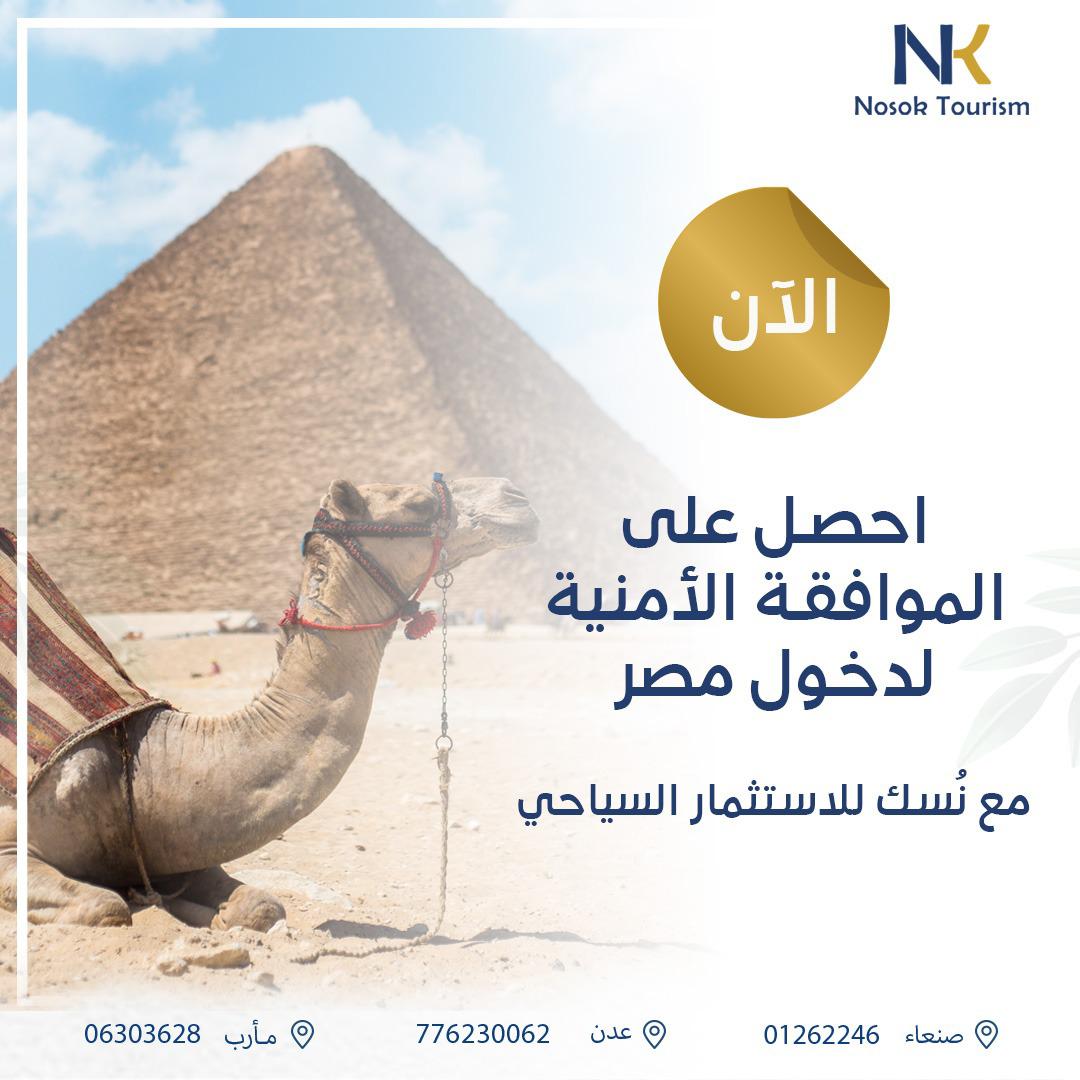 NK
Nosok Tourism
الآن
احصل على
الموافقة الأمنية
لدخول مصر
مع نُسك للاستثمار السياحي
صنعاء 01262246
عدن 776230062
مأرب 06303628